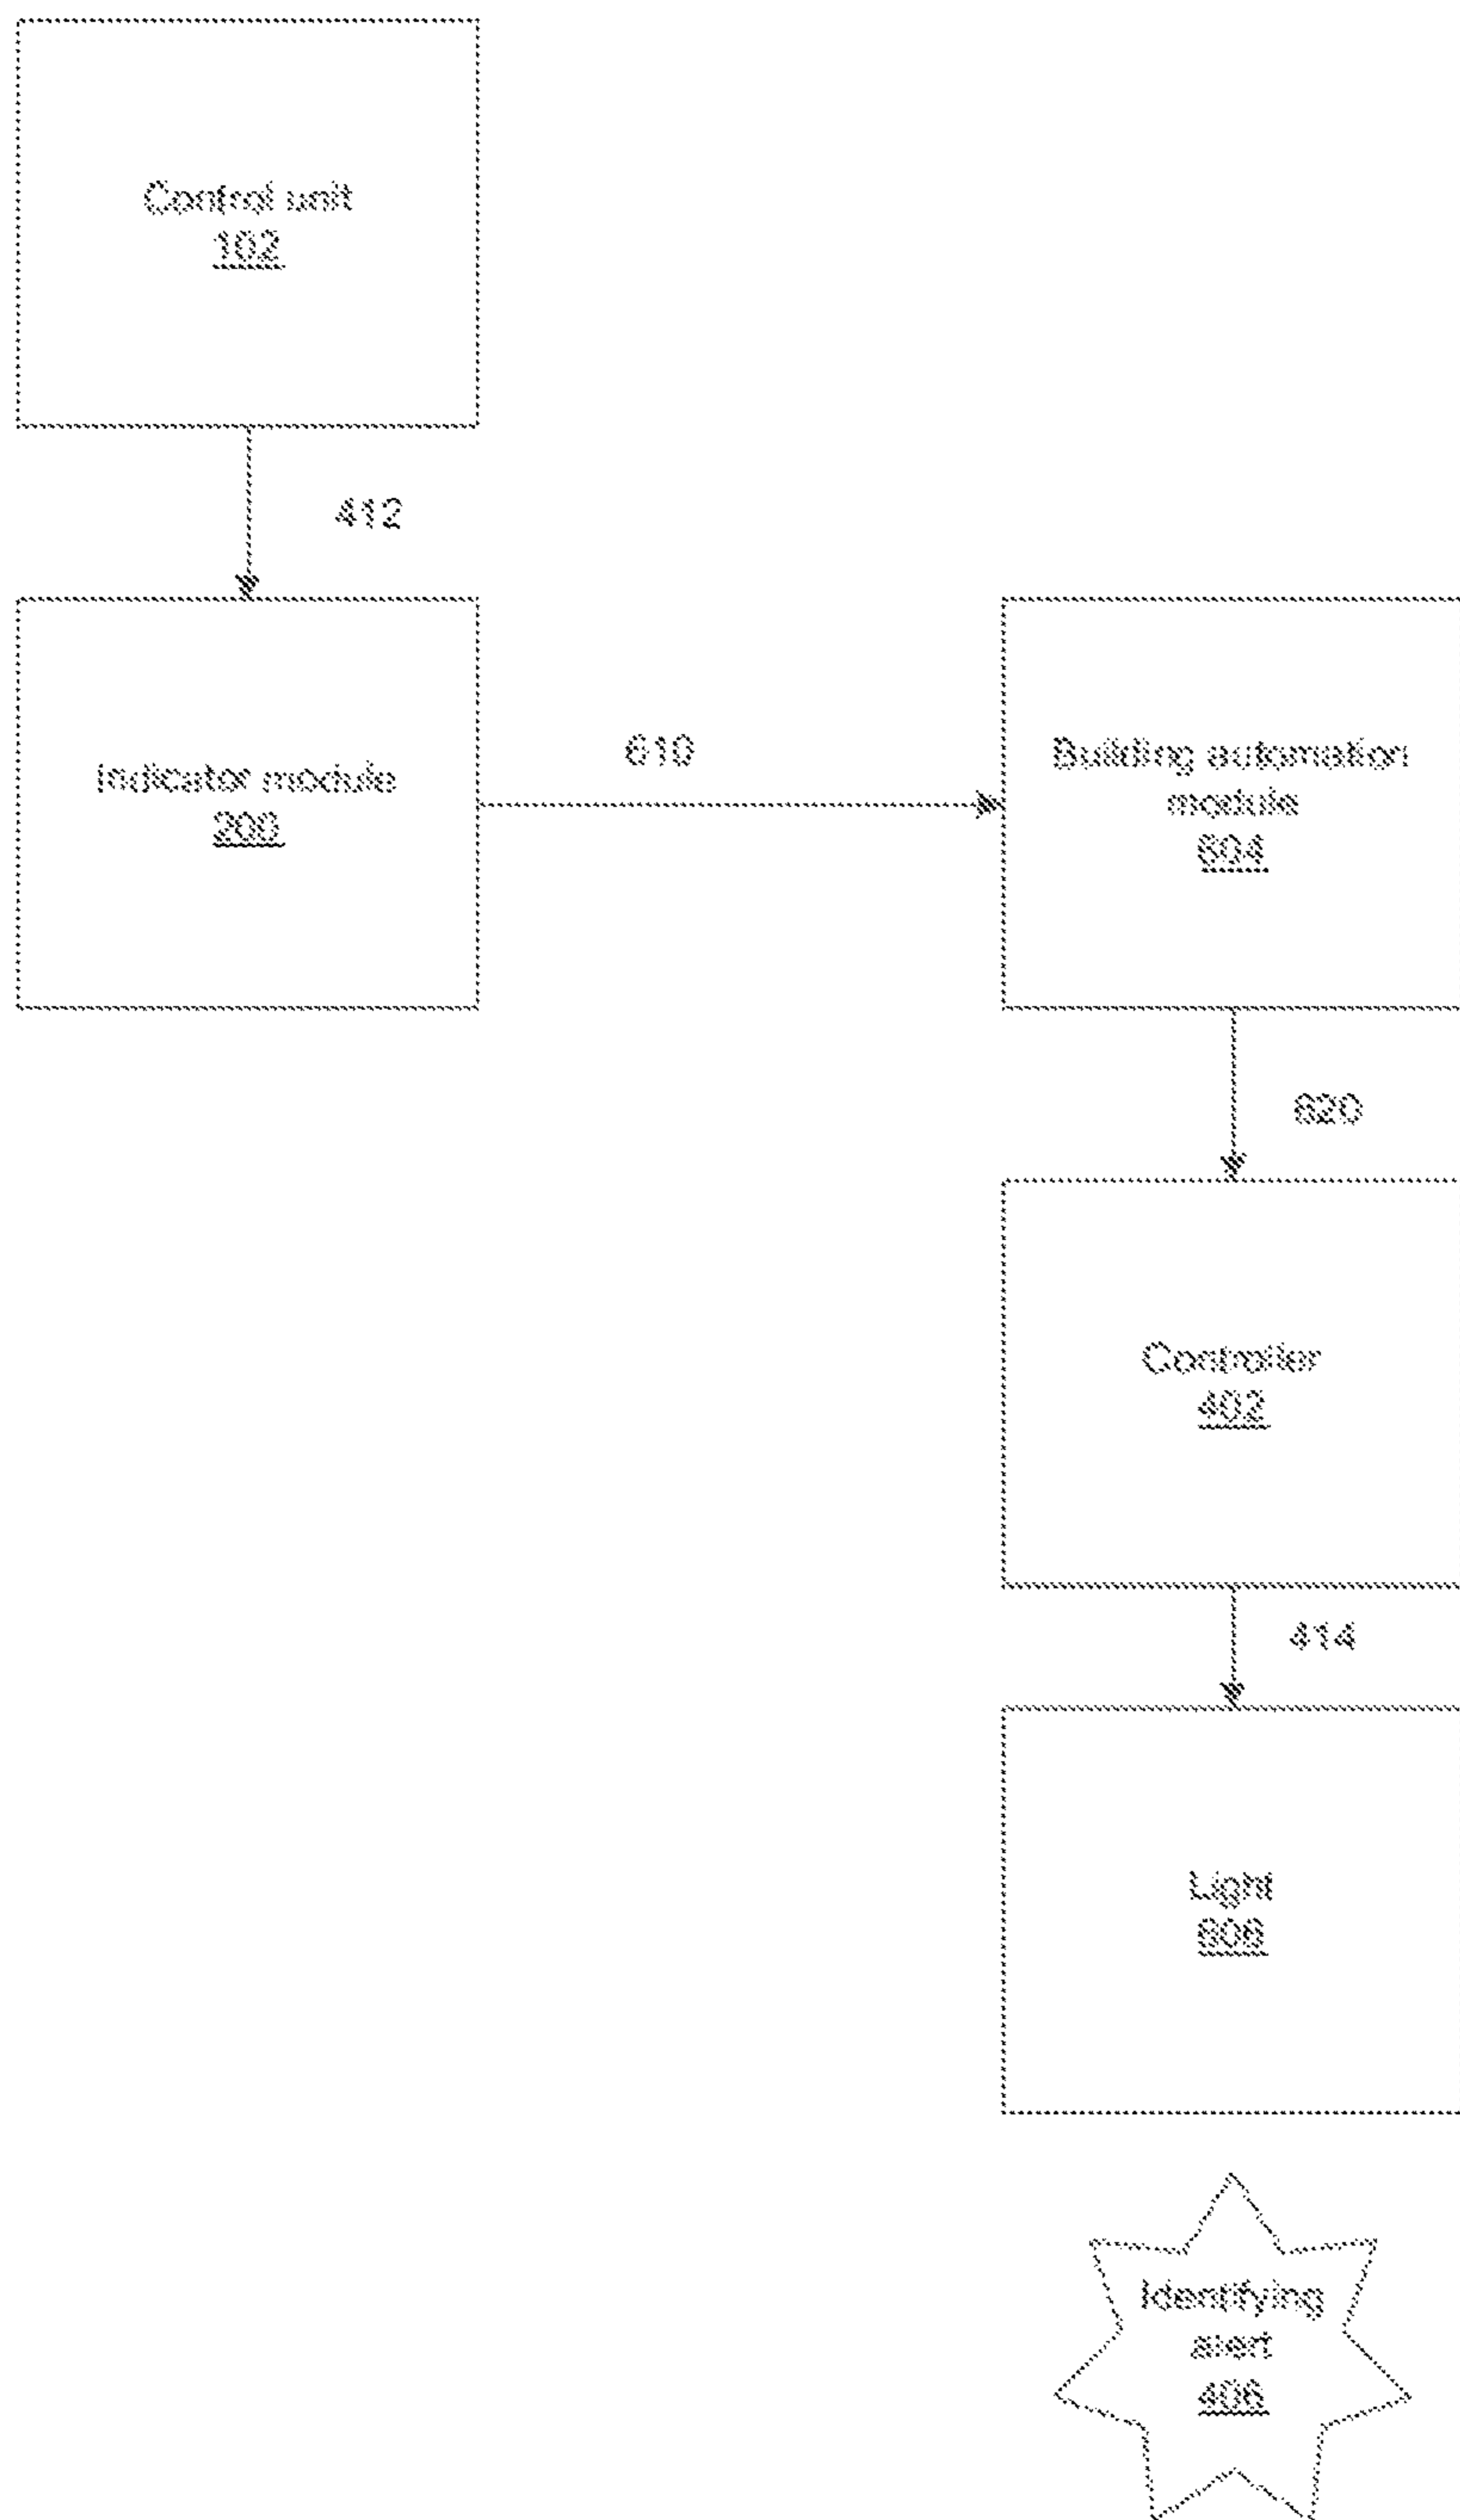 Control unit
102
412
Indicator module
200
610
Building automation
module
604
620
Controller
402
414
Light
606
Identifying
alert
406